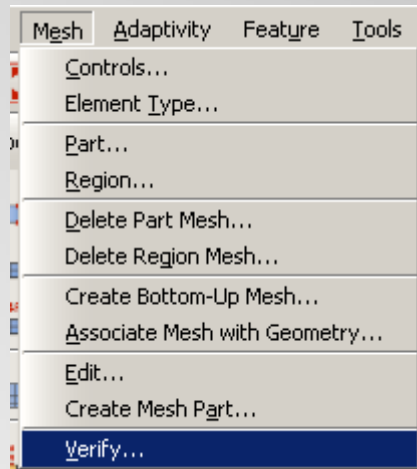 Mesh Adaptivity Feature Tools
Controls...
Element Type...
Part...
Region...
Delete Part Mesh...
Delete Region Mesh...
Create Bottom-Up Mesh...
Associate Mesh with Geometry...
Edit...
Create Mesh Part...
Verify...